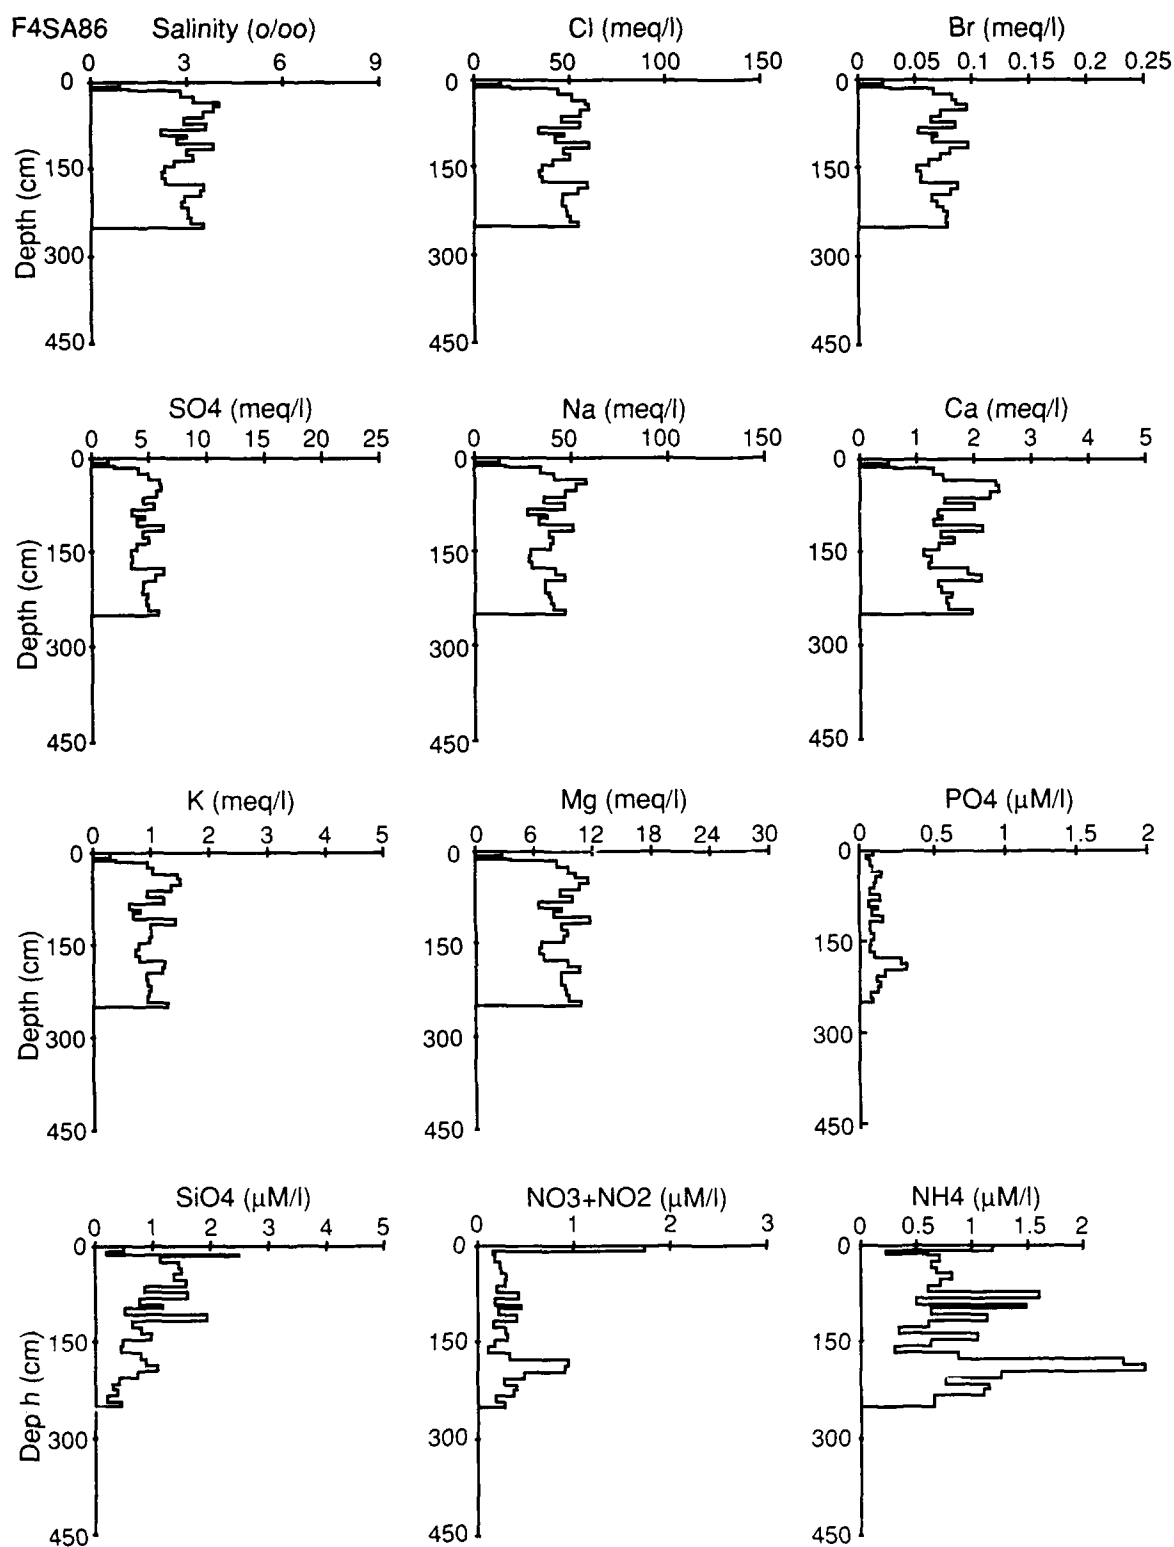 F4SA86 Salinity (o/oo) Cl (meq/l) Br (meq/l)
0 3 6 9 0 50 100 150 0 0.05 0.1 0.15 0.2 0.25
0 0 0
150 150 150
300 300 300
450 450 450
Depth (cm)
SO4 (meq/l) Na (meq/l) Ca (meq/l)
0 5 10 15 20 25 0 50 100 150 0 1 2 3 4 5
0 0 0
150 150 150
300 300 300
450 450 450
Depth (cm)
K (meq/l) Mg (meq/l) PO4 (μM/l)
0 1 2 3 4 5 0 6 12 18 24 30 0 0.5 1 1.5 2
0 0 0
150 150 150
300 300 300
450 450 450
Depth (cm)
SiO4 (μM/l) NO3+NO2 (μM/l) NH4 (μM/l)
0 1 2 3 4 5 0 1 2 3 0 0.5 1 1.5 2
0 0 0
150 150 150
300 300 300
450 450 450
Dep h (cm)